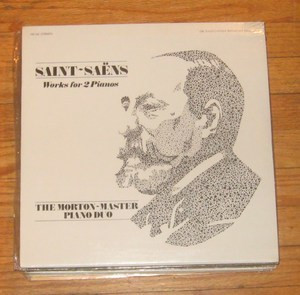 SAINT-SAËNS
Works for 2 Pianos
THE MORTON-MASTER
PIANO DUO